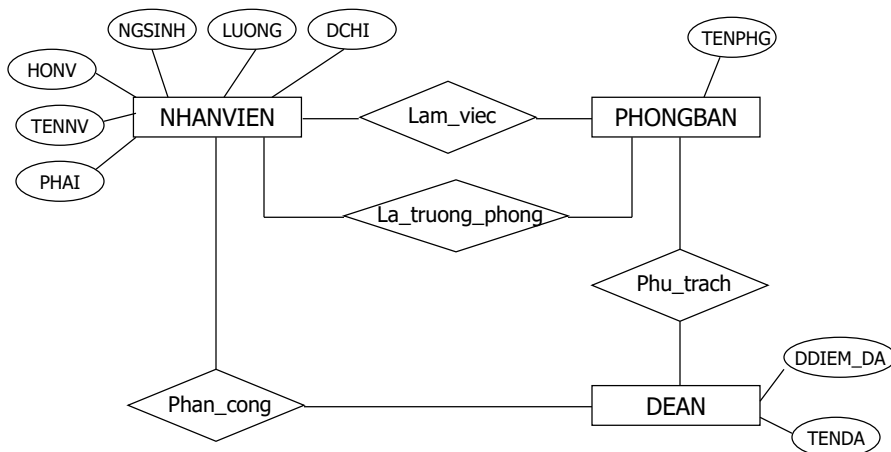 NGSINH
LUONG
DCHI
TENPHG
HONV
TENNV
PHAI
NHANVIEN
Lam_viec
PHONGBAN
La_truong_phong
Phu_trach
DDIEM_DA
Phan_cong
DEAN
TENDA